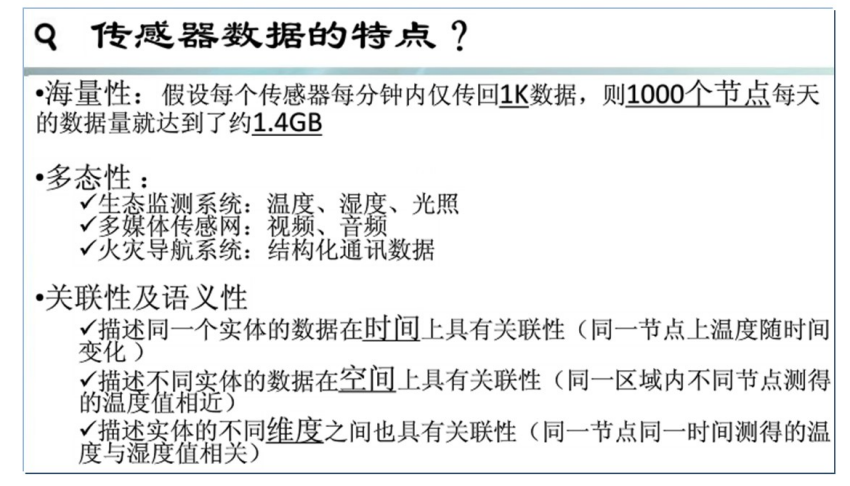 传感器数据的特点？
•海量性：假设每个传感器每分钟内仅传回1K数据，则1000个节点每天
的数据量就达到了约1.4GB
•多态性：
✓生态监测系统：温度、湿度、光照
✓多媒体传感网：视频、音频
✓火灾导航系统：结构化通讯数据
•关联性及语义性
✓描述同一个实体的数据在时间上具有关联性（同一节点上温度随时间
变化）
✓描述不同实体的数据在空间上具有关联性（同一区域内不同节点测得
的温度值相近）
✓描述实体的不同维度之间也具有关联性（同一节点同一时间测得的温
度与湿度值相关）